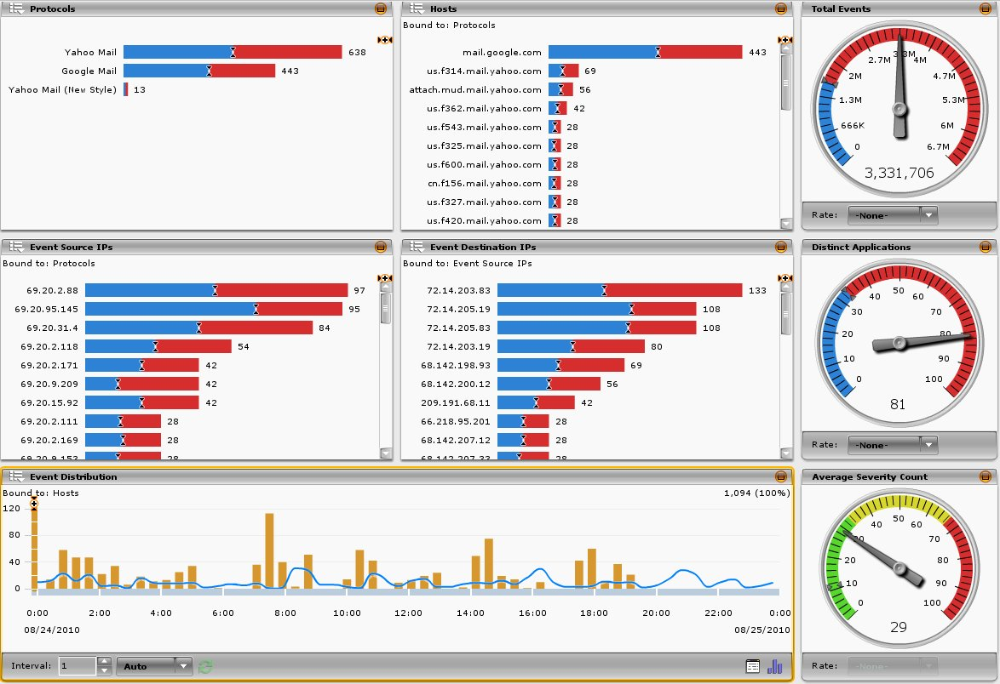 Protocols
Yahoo Mail 638
Google Mail 443
Yahoo Mail (New Style) 13
Hosts
Bound to: Protocols
mail.google.com 443
us.f314.mail.yahoo.com 69
attach.mud.mail.yahoo.com 56
us.f362.mail.yahoo.com 42
us.f543.mail.yahoo.com 28
us.f325.mail.yahoo.com 28
us.f600.mail.yahoo.com 28
cn.f156.mail.yahoo.com 28
us.f327.mail.yahoo.com 28
us.f420.mail.yahoo.com 28
Total Events
0 666K 1.3M 2M 2.7M 3.3M 4M 4.7M 5.3M 6M 6.7M
3,331,706
Rate: -None-
Event Source IPs
Bound to: Protocols
69.20.2.88 97
69.20.95.145 95
69.20.31.4 84
69.20.2.118 54
69.20.2.171 42
69.20.9.209 42
69.20.15.92 42
69.20.2.111 28
69.20.2.169 28
69.20.9.153 28
Event Destination IPs
Bound to: Event Source IPs
72.14.203.83 133
72.14.205.19 108
72.14.205.83 108
72.14.203.19 80
68.142.198.93 69
68.142.200.12 56
209.191.68.11 42
66.218.95.201 28
68.142.207.12 28
68.142.207.33 28
Distinct Applications
0 10 20 30 40 50 60 70 80 90 100
81
Rate: -None-
Event Distribution
Bound to: Hosts 1,094 (100%)
120
80
40
0
0:00 2:00 4:00 6:00 8:00 10:00 12:00 14:00 16:00 18:00 20:00 22:00 0:00
08/24/2010 08/25/2010
Interval: 1 Auto
Average Severity Count
0 10 20 30 40 50 60 70 80 90 100
29
Rate: -None-